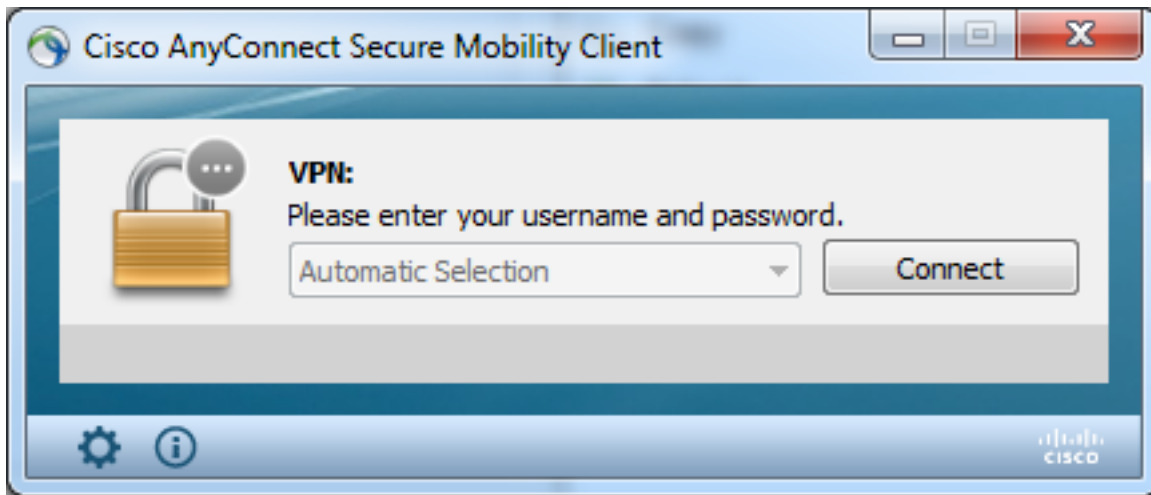 Cisco AnyConnect Secure Mobility Client
VPN:
Please enter your username and password.
Automatic Selection
Connect
CISCO